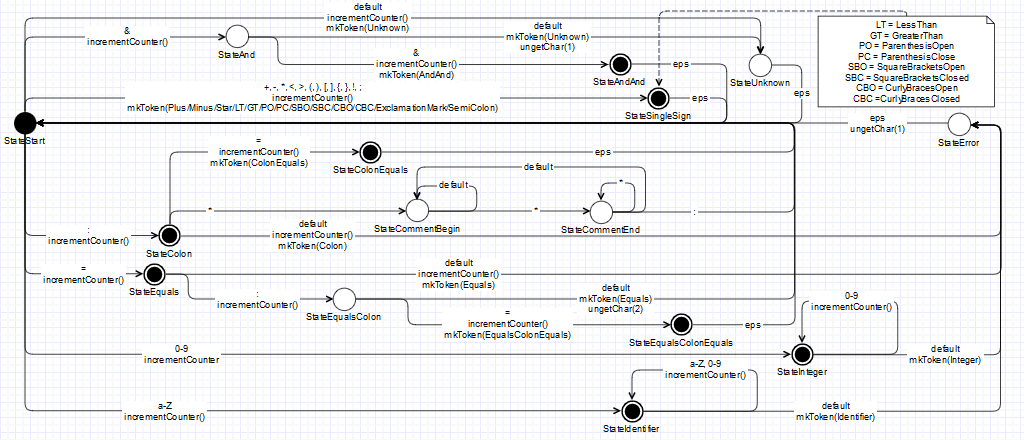 default
incrementCounter()
mkToken(Unknown)
&
incrementCounter()
StateAnd
default
mkToken(Unknown)
ungetChar(1)
&
incrementCounter()
mkToken(AndAnd)
StateAndAnd
eps
StateUnknown
eps
LT = LessThan
GT = GreaterThan
PO = ParenthesisOpen
PC = ParenthesisClose
SBO = SquareBracketsOpen
SBC = SquareBracketsClosed
CBO = CurlyBracesOpen
CBC =CurlyBracesClosed
+, -, *, <, >, (, ), [, ], {, }, !, ;
incrementCounter()
mkToken(Plus/Minus/Star/LT/GT/PO/PC/SBO/SBC/CBO/CBC/ExclamationMark/SemiColon)
eps
StateSingleSign
StateStart
eps
ungetChar(1)
StateError
=
incrementCounter()
mkToken(ColonEquals)
StateColonEquals
eps
default
default
*
*
StateCommentBegin
*
StateCommentEnd
:
:
incrementCounter()
StateColon
default
incrementCounter()
mkToken(Colon)
=
incrementCounter()
StateEquals
default
incrementCounter()
mkToken(Equals)
:
incrementCounter()
StateEqualsColon
default
mkToken(Equals)
ungetChar(2)
=
incrementCounter()
mkToken(EqualsColonEquals)
eps
StateEqualsColonEquals
0-9
incrementCounter()
0-9
incrementCounter
StateInteger
default
mkToken(Integer)
a-Z, 0-9
incrementCounter()
a-Z
incrementCounter()
StateIdentifier
default
mkToken(Identifier)